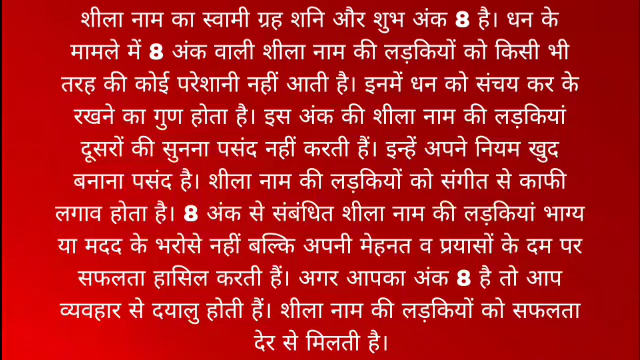 शीला नाम का स्वामी ग्रह शनि और शुभ अंक 8 है। धन के
मामले में 8 अंक वाली शीला नाम की लड़कियों को किसी भी
तरह की कोई परेशानी नहीं आती है। इनमें धन को संचय कर के
रखने का गुण होता है। इस अंक की शीला नाम की लड़कियां
दूसरों की सुनना पसंद नहीं करती हैं। इन्हें अपने नियम खुद
बनाना पसंद है। शीला नाम की लड़कियों को संगीत से काफी
लगाव होता है। 8 अंक से संबंधित शीला नाम की लड़कियां भाग्य
या मदद के भरोसे नहीं बल्कि अपनी मेहनत व प्रयासों के दम पर
सफलता हासिल करती हैं। अगर आपका अंक 8 है तो आप
व्यवहार से दयालु होती हैं। शीला नाम की लड़कियों को सफलता
देर से मिलती है।